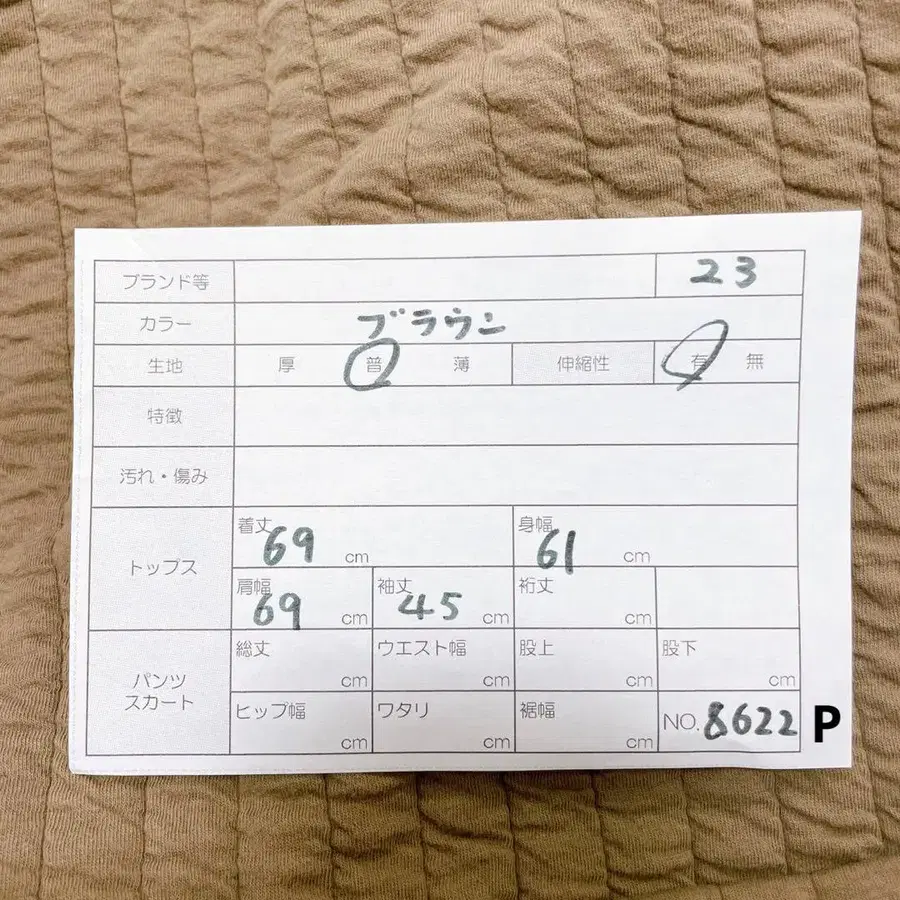 ブランド等 23
カラー ブラウン
生地 厚 普 薄 伸縮性 有 無
特徴
汚れ・傷み
トップス
着丈 69 cm 身幅 61 cm
肩幅 69 cm 袖丈 45 cm 裄丈 cm
パンツ
スカート
総丈 cm ウエスト幅 cm 股上 cm 股下 cm
ヒップ幅 cm ワタリ cm 裾幅 cm NO. 8622 P